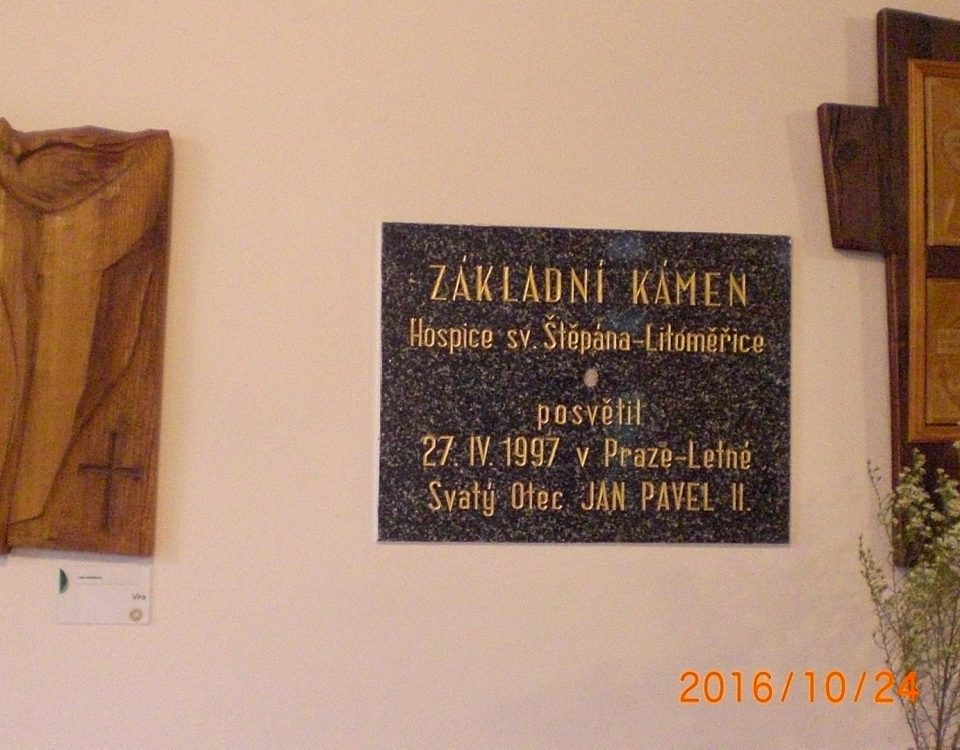 ZÁKLADNÍ KÁMEN
Hospice sv. Štěpána-Litoměřice
posvětil
27. IV. 1997 v Praze-Letné
Svatý Otec JAN PAVEL II.
Víra
2016/10/24